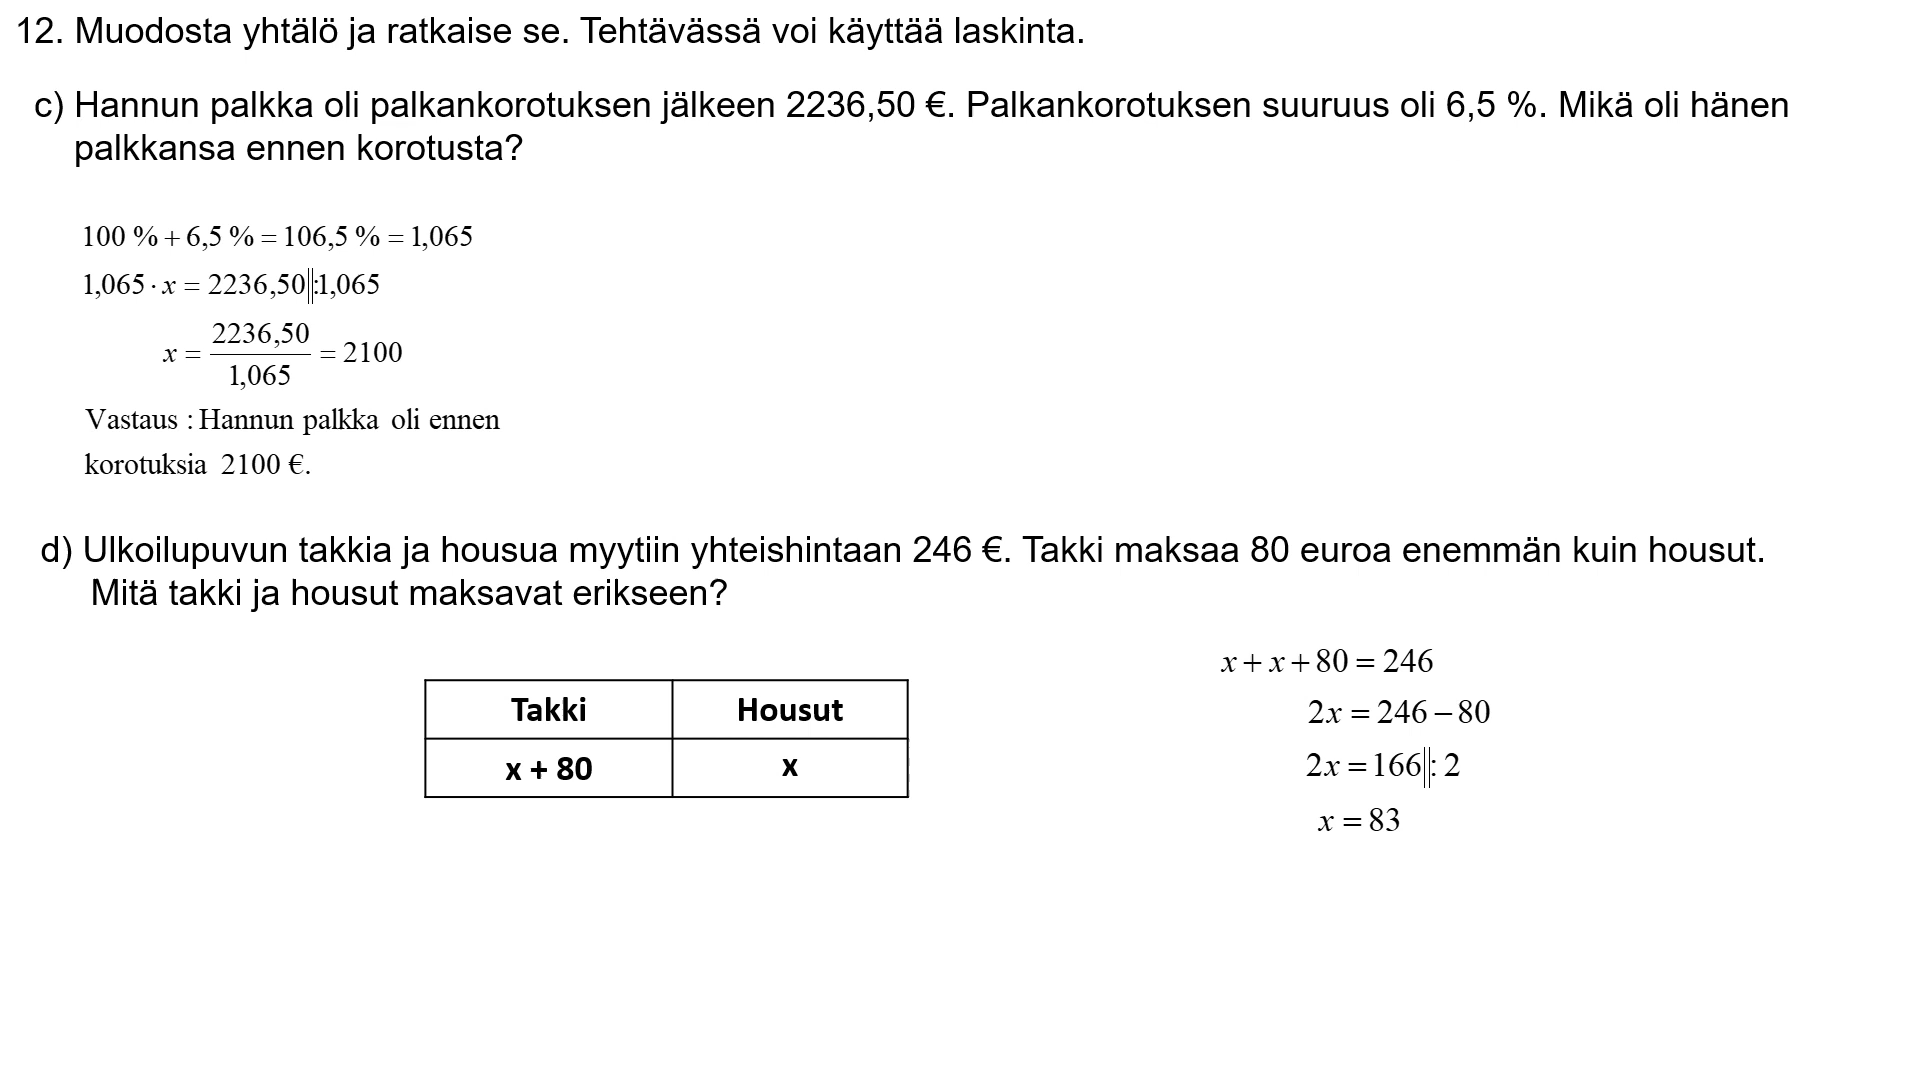 12. Muodosta yhtälö ja ratkaise se. Tehtävässä voi käyttää laskinta.
c) Hannun palkka oli palkankorotuksen jälkeen 2236,50 €. Palkankorotuksen suuruus oli 6,5 %. Mikä oli hänen
palkkansa ennen korotusta?
100 % + 6,5 % = 106,5 % = 1,065
1,065 · x = 2236,50‖:1,065
x = 2236,50 / 1,065 = 2100
Vastaus : Hannun palkka oli ennen
korotuksia 2100 €.
d) Ulkoilupuvun takkia ja housua myytiin yhteishintaan 246 €. Takki maksaa 80 euroa enemmän kuin housut.
Mitä takki ja housut maksavat erikseen?
Takki Housut
x + 80 x
x + x + 80 = 246
2x = 246 – 80
2x = 166‖: 2
x = 83